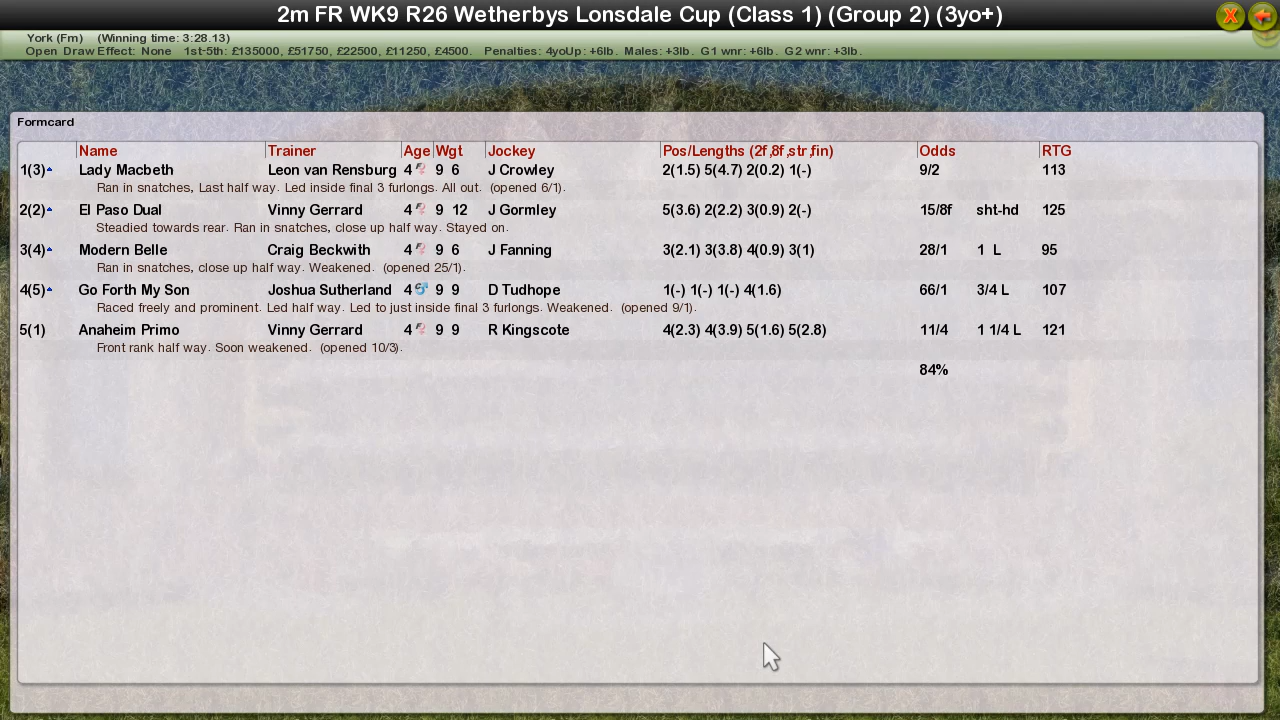 2m FR WK9 R26 Wetherbys Lonsdale Cup (Class 1) (Group 2) (3yo+)
York (Fm) (Winning time: 3:28.13)
Open Draw Effect: None 1st-5th: £135000, £51750, £22500, £11250, £4500. Penalties: 4yoUp: +6lb. Males: +3lb. G1 wnr: +6lb. G2 wnr: +3lb.
Formcard
Name Trainer Age Wgt Jockey Pos/Lengths (2f,8f,str,fin) Odds RTG
1(3) Lady Macbeth Leon van Rensburg 4 9 6 J Crowley 2(1.5) 5(4.7) 2(0.2) 1(-) 9/2 113
Ran in snatches, Last half way. Led inside final 3 furlongs. All out. (opened 6/1).
2(2) El Paso Dual Vinny Gerrard 4 9 12 J Gormley 5(3.6) 2(2.2) 3(0.9) 2(-) 15/8f sht-hd 125
Steadied towards rear. Ran in snatches, close up half way. Stayed on.
3(4) Modern Belle Craig Beckwith 4 9 6 J Fanning 3(2.1) 3(3.8) 4(0.9) 3(1) 28/1 1 L 95
Ran in snatches, close up half way. Weakened. (opened 25/1).
4(5) Go Forth My Son Joshua Sutherland 4 9 9 D Tudhope 1(-) 1(-) 1(-) 4(1.6) 66/1 3/4 L 107
Raced freely and prominent. Led half way. Led to just inside final 3 furlongs. Weakened. (opened 9/1).
5(1) Anaheim Primo Vinny Gerrard 4 9 9 R Kingscote 4(2.3) 4(3.9) 5(1.6) 5(2.8) 11/4 1 1/4 L 121
Front rank half way. Soon weakened. (opened 10/3).
84%